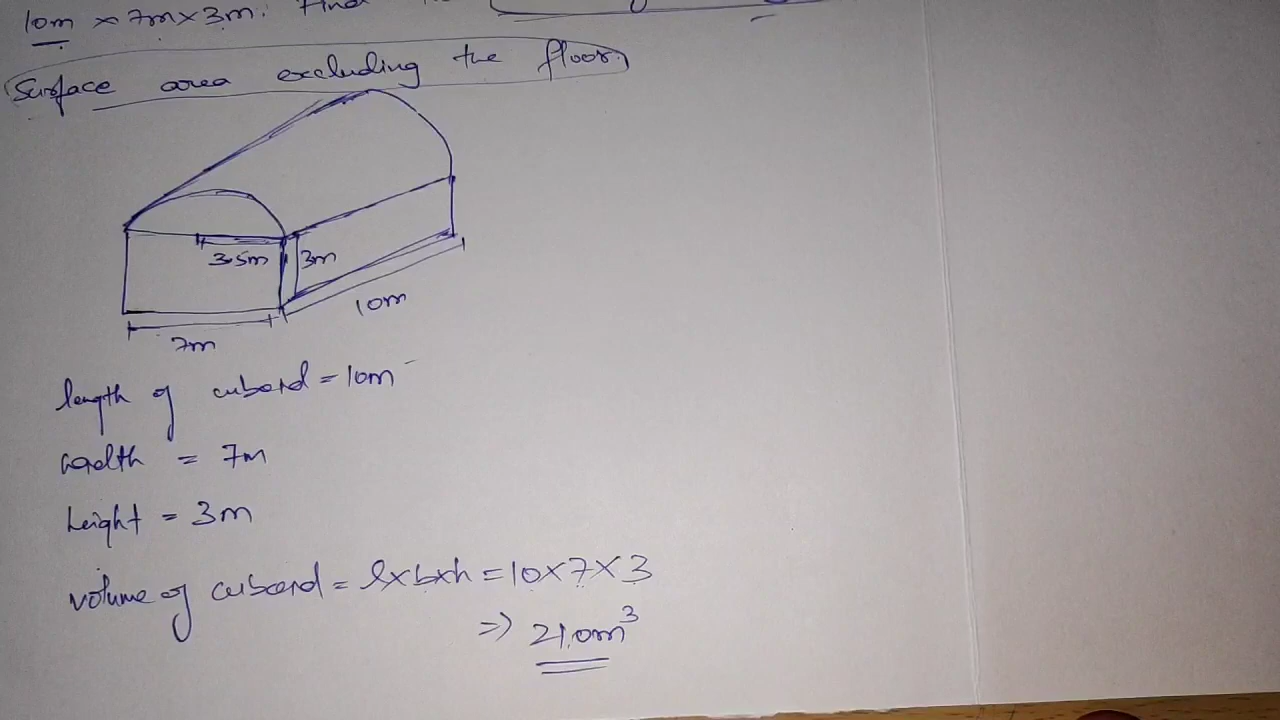 10m × 7m × 3m. Find
Surface area excluding the floor.
3.5m 3m
10m
7m
length of cuboid = 10m
width = 7m
height = 3m
volume of cuboid = l×b×h = 10×7×3
⇒ 210m³